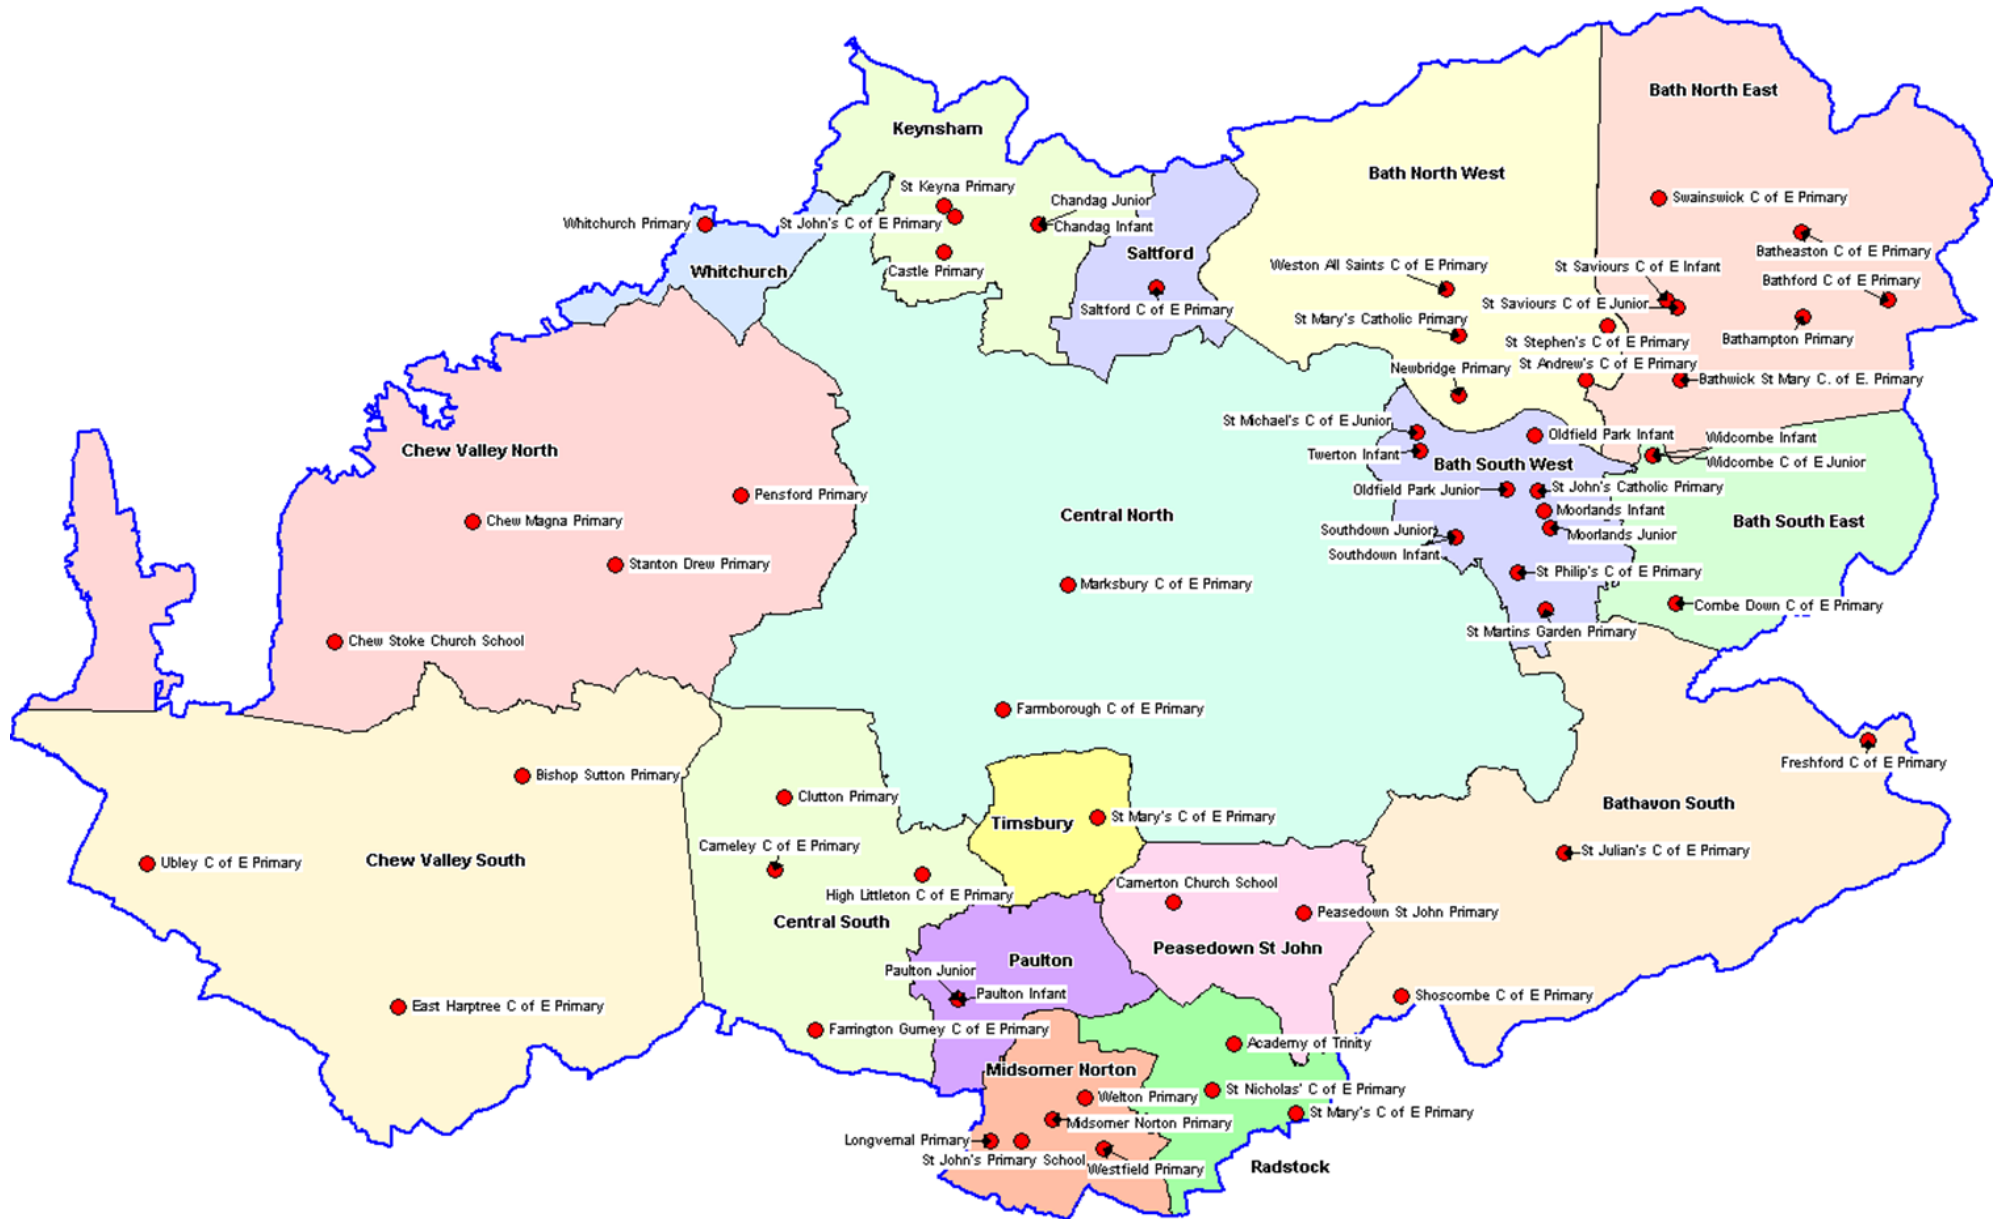 Bath North East
Keynsham
Bath North West
St Keyna Primary
Swainswick C of E Primary
Chandag Junior
Whitchurch Primary
St John's C of E Primary
Chandag Infant
Batheaston C of E Primary
Saltford
Whitchurch
Castle Primary
Weston All Saints C of E Primary
St Saviours C of E Infant
Bathford C of E Primary
St Saviours C of E Junior
Saltford C of E Primary
St Mary's Catholic Primary
St Stephen's C of E Primary
Bathampton Primary
Newbridge Primary
St Andrew's C of E Primary
Bathwick St Mary C. of E. Primary
St Michael's C of E Junior
Oldfield Park Infant
Widcombe Infant
Chew Valley North
Twerton Infant
Bath South West
Widcombe C of E Junior
Pensford Primary
Oldfield Park Junior
St John's Catholic Primary
Chew Magna Primary
Central North
Moorlands Infant
Bath South East
Southdown Junior
Moorlands Junior
Southdown Infant
Stanton Drew Primary
St Philip's C of E Primary
Marksbury C of E Primary
Combe Down C of E Primary
St Martins Garden Primary
Chew Stoke Church School
Farmborough C of E Primary
Freshford C of E Primary
Bishop Sutton Primary
Clutton Primary
Bathavon South
Timsbury
St Mary's C of E Primary
Cameley C of E Primary
St Julian's C of E Primary
Ubley C of E Primary
Chew Valley South
Camerton Church School
High Littleton C of E Primary
Peasedown St John Primary
Central South
Peasedown St John
Paulton
Paulton Junior
Paulton Infant
Shoscombe C of E Primary
East Harptree C of E Primary
Farrington Gurney C of E Primary
Academy of Trinity
Midsomer Norton
St Nicholas' C of E Primary
Welton Primary
St Mary's C of E Primary
Midsomer Norton Primary
Longvernal Primary
St John's Primary School
Westfield Primary
Radstock